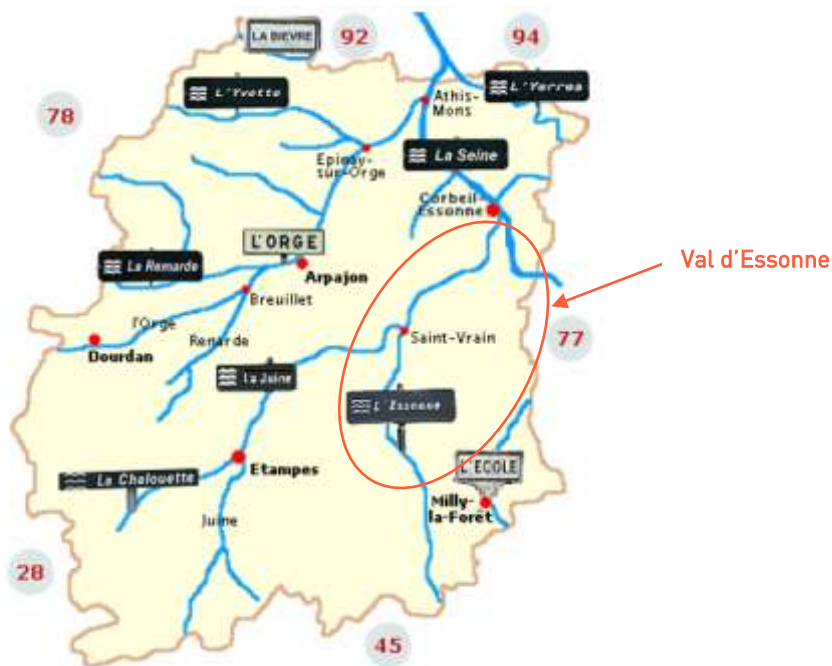 LA BIEVRE
92
94
L'Yvette
L'Yerres
Athis-
Mons
78
Epinay-
sur-Orge
La Seine
Corbeil-
Essonne
L'ORGE
Val d'Essonne
La Remarde
Arpajon
Breuillet
l'Orge
Saint-Vrain
77
Renarde
Dourdan
La Juine
L'Essonne
Etampes
L'ECOLE
La Chalouette
Milly-
la-Forêt
Juine
28
45